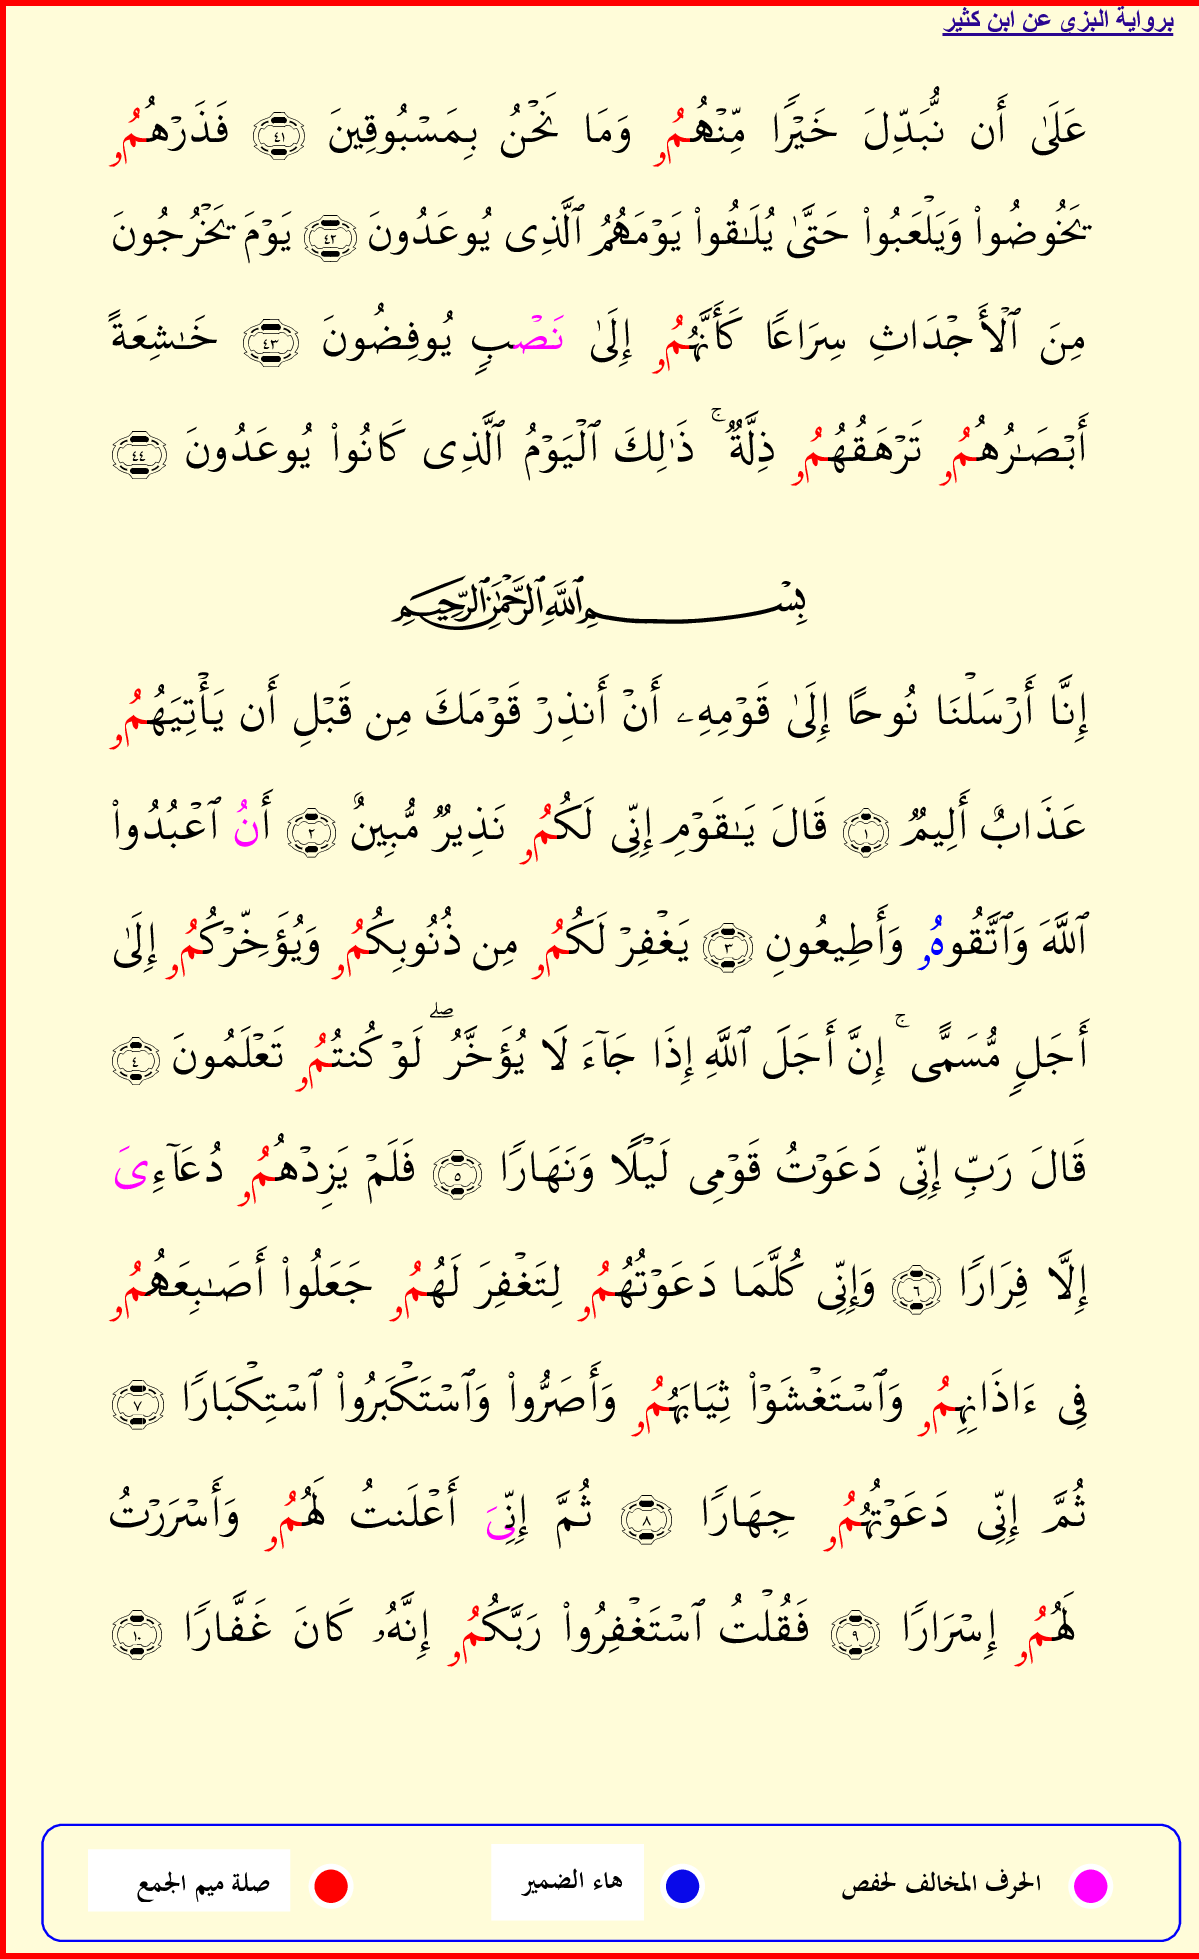 برواية البزي عن ابن كثير
عَلَىٰٓ أَن نُّبَدِّلَ خَيْرًا مِّنْهُمُۥ وَمَا نَحْنُ بِمَسْبُوقِينَ ٤١ فَذَرْهُمُۥ
يَخُوضُوا۟ وَيَلْعَبُوا۟ حَتَّىٰ يُلَـٰقُوا۟ يَوْمَهُمُ ٱلَّذِى يُوعَدُونَ ٤٢ يَوْمَ يَخْرُجُونَ
مِنَ ٱلْأَجْدَاثِ سِرَاعًا كَأَنَّهُمُۥ إِلَىٰ نَصْبٍ يُوفِضُونَ ٤٣ خَـٰشِعَةً
أَبْصَـٰرُهُمُۥ تَرْهَقُهُمُۥ ذِلَّةٌ ۚ ذَٰلِكَ ٱلْيَوْمُ ٱلَّذِى كَانُوا۟ يُوعَدُونَ ٤٤
بِسْمِ ٱللَّهِ ٱلرَّحْمَـٰنِ ٱلرَّحِيمِ
إِنَّا أَرْسَلْنَا نُوحًا إِلَىٰ قَوْمِهِۦ أَنْ أَنذِرْ قَوْمَكَ مِن قَبْلِ أَن يَأْتِيَهُمُۥ
عَذَابٌ أَلِيمٌ ١ قَالَ يَـٰقَوْمِ إِنِّى لَكُمُۥ نَذِيرٌ مُّبِينٌ ٢ أَنُ ٱعْبُدُوا۟
ٱللَّهَ وَٱتَّقُوهُۥ وَأَطِيعُونِ ٣ يَغْفِرْ لَكُمُۥ مِن ذُنُوبِكُمُۥ وَيُؤَخِّرْكُمُۥ إِلَىٰ
أَجَلٍ مُّسَمًّى ۚ إِنَّ أَجَلَ ٱللَّهِ إِذَا جَآءَ لَا يُؤَخَّرُ ۖ لَوْ كُنتُمُۥ تَعْلَمُونَ ٤
قَالَ رَبِّ إِنِّى دَعَوْتُ قَوْمِى لَيْلًا وَنَهَارًا ٥ فَلَمْ يَزِدْهُمُۥ دُعَآءِىَ
إِلَّا فِرَارًا ٦ وَإِنِّى كُلَّمَا دَعَوْتُهُمُۥ لِتَغْفِرَ لَهُمُۥ جَعَلُوا۟ أَصَـٰبِعَهُمُۥ
فِى ءَاذَانِهِمُۥ وَٱسْتَغْشَوْا۟ ثِيَابَهُمُۥ وَأَصَرُّوا۟ وَٱسْتَكْبَرُوا۟ ٱسْتِكْبَارًا ٧
ثُمَّ إِنِّى دَعَوْتُهُمُۥ جِهَارًا ٨ ثُمَّ إِنِّىَ أَعْلَنتُ لَهُمُۥ وَأَسْرَرْتُ
لَهُمُۥ إِسْرَارًا ٩ فَقُلْتُ ٱسْتَغْفِرُوا۟ رَبَّكُمُۥ إِنَّهُۥ كَانَ غَفَّارًا ١٠
الحرف المخالف لحفص هاء الضمير صلة ميم الجمع